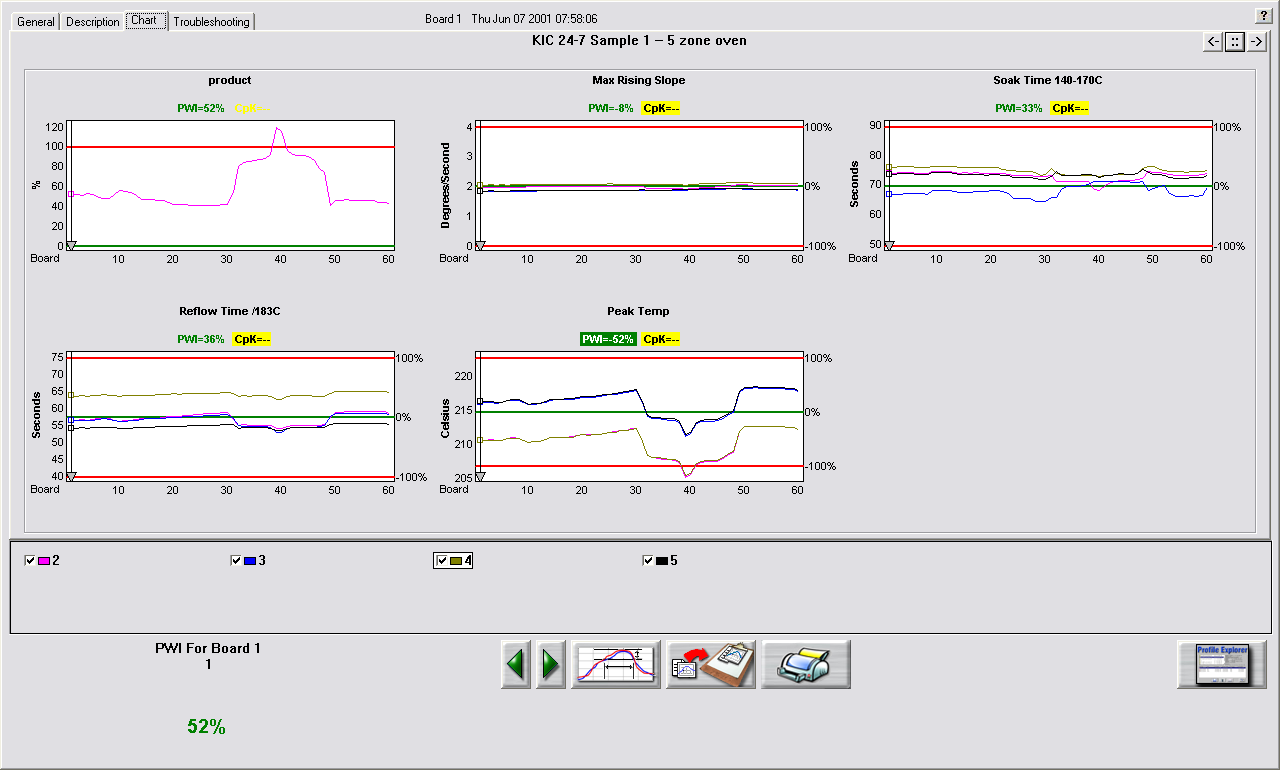 General Description Chart Troubleshooting Board 1 Thu Jun 07 2001 07:58:06 ?
KIC 24-7 Sample 1 – 5 zone oven <- :: ->
product
PWI=52% CpK
120
100
80
60
40
20
0
%
Board 10 20 30 40 50 60
Max Rising Slope
PWI=-8% CpK=--
4
3
2
1
0
Degrees/Second
100%
0%
-100%
Board 10 20 30 40 50 60
Soak Time 140-170C
PWI=33% CpK=--
90
80
70
60
50
Seconds
100%
0%
-100%
Board 10 20 30 40 50 60
Reflow Time /183C
PWI=36% CpK=--
75
70
65
60
55
50
45
40
Seconds
100%
0%
-100%
Board 10 20 30 40 50 60
Peak Temp
PWI=-52% CpK=--
220
215
210
205
Celsius
100%
0%
-100%
Board 10 20 30 40 50 60
2 3 4 5
PWI For Board 1
1
52%
Profile Explorer